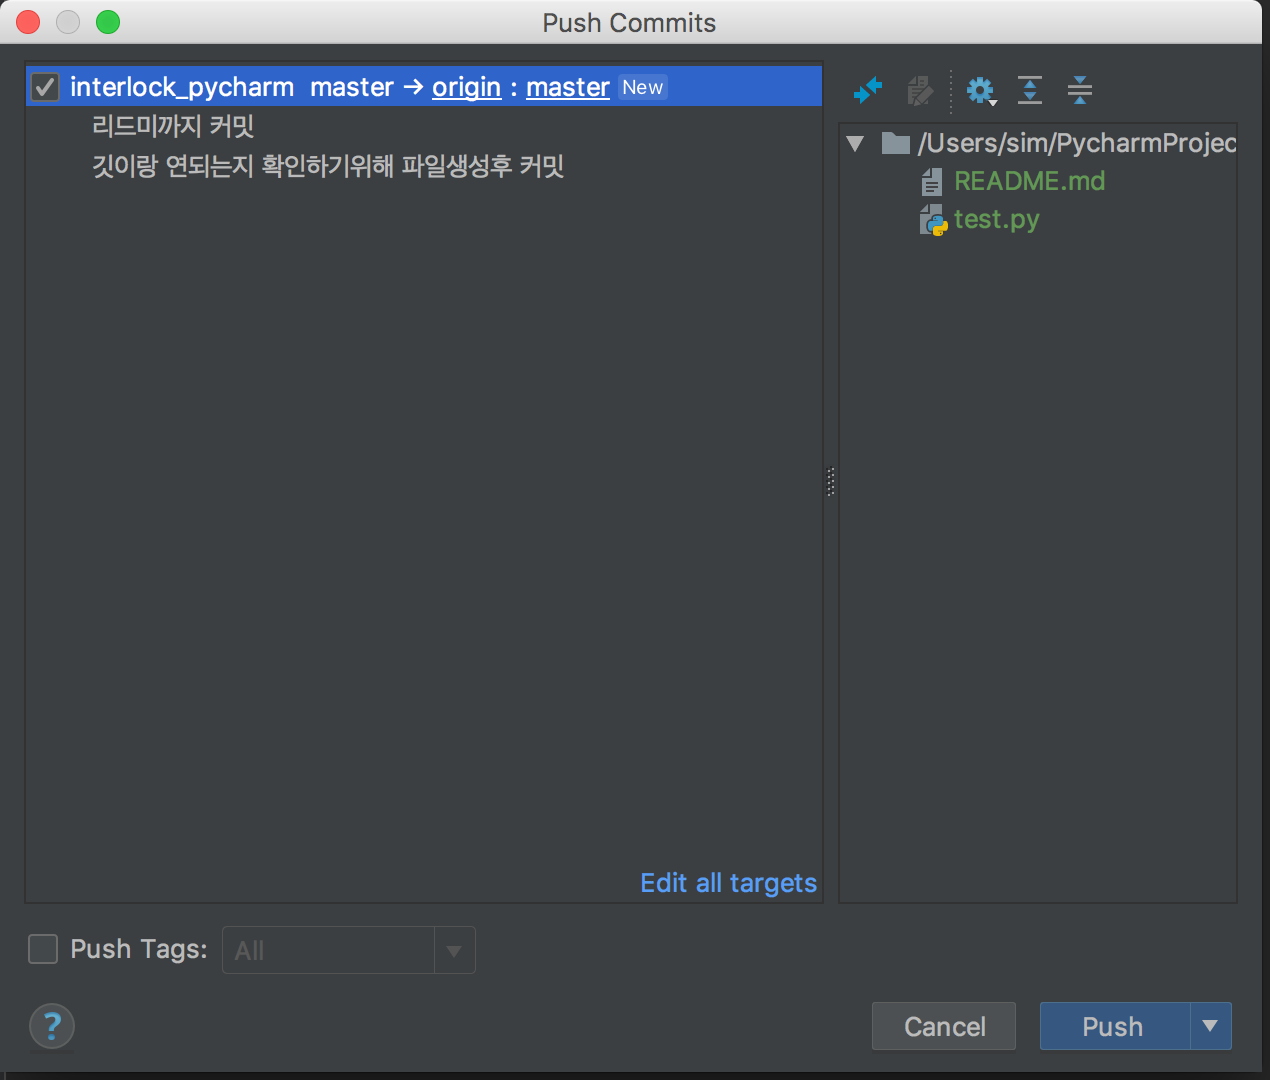 Push Commits
interlock_pycharm master → origin : master New
리드미까지 커밋
깃이랑 연되는지 확인하기위해 파일생성후 커밋
Edit all targets
/Users/sim/PycharmProjec
README.md
test.py
Push Tags: All
?
Cancel
Push